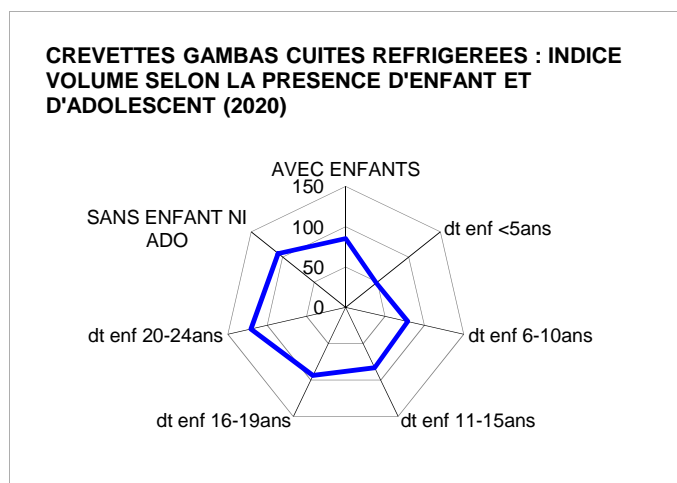 CREVETTES GAMBAS CUITES REFRIGEREES : INDICE
VOLUME SELON LA PRESENCE D'ENFANT ET
D'ADOLESCENT (2020)
AVEC ENFANTS
150
100
50
0
SANS ENFANT NI
ADO
dt enf <5ans
dt enf 20-24ans
dt enf 6-10ans
dt enf 16-19ans
dt enf 11-15ans